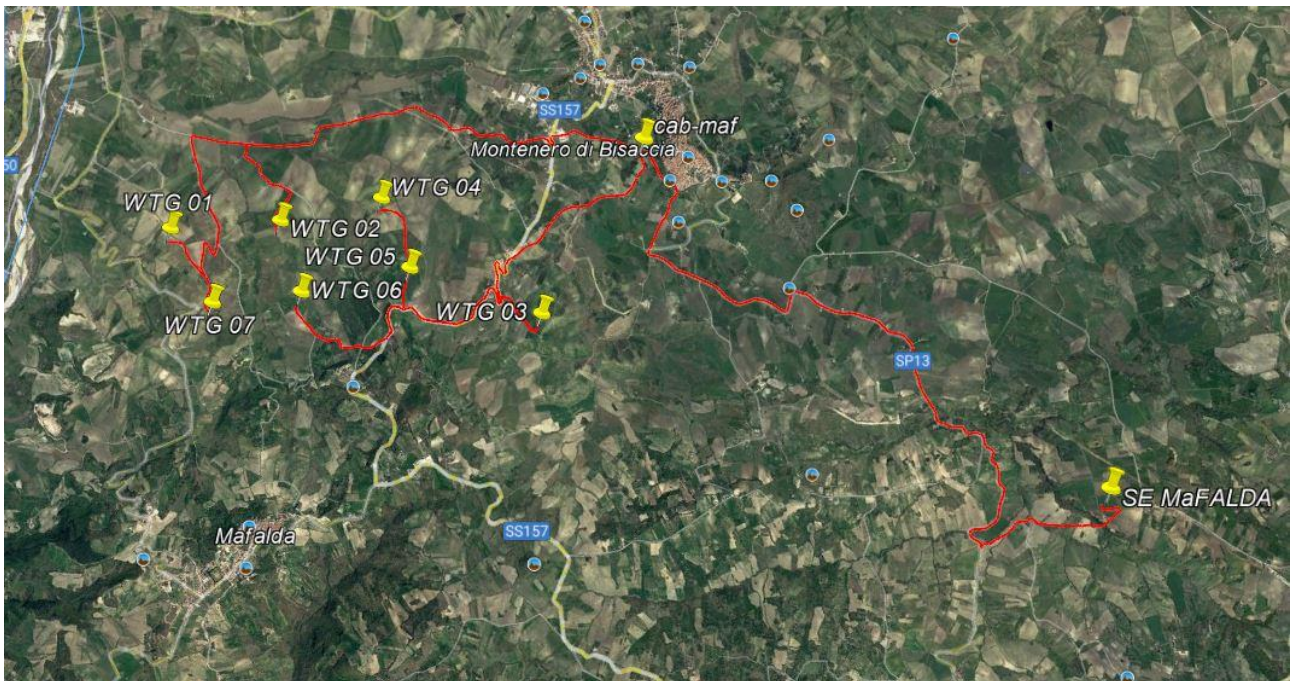 SS157
cab-maf
Montenero di Bisaccia
50
WTG 04
WTG 01
WTG 02
WTG 05
WTG 06
WTG 03
WTG 07
SP13
SE MaFALDA
Mafalda
SS157